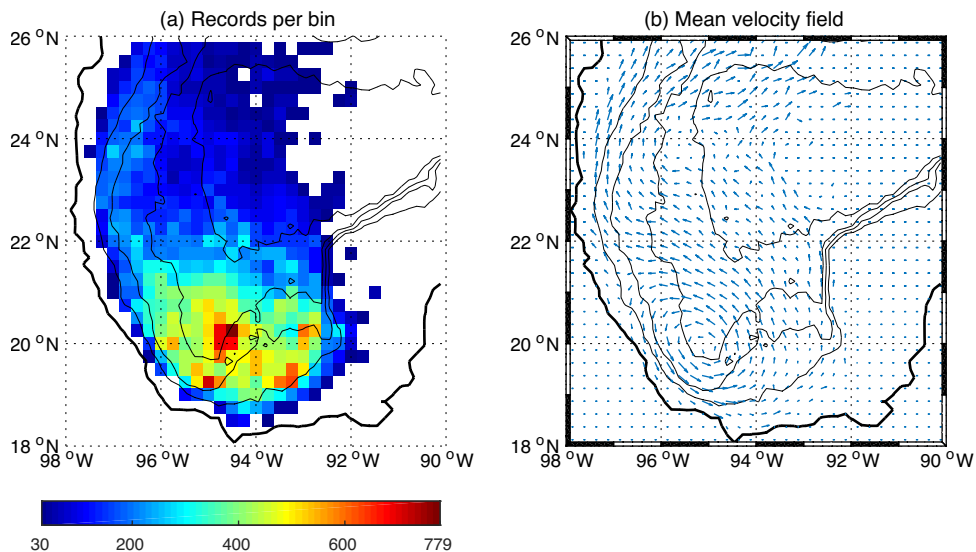 (a) Records per bin
(b) Mean velocity field
26 °N
24 °N
22 °N
20 °N
18 °N
98 °W
96 °W
94 °W
92 °W
90 °W
26 °N
24 °N
22 °N
20 °N
18 °N
98 °W
96 °W
94 °W
92 °W
90 °W
30
200
400
600
779